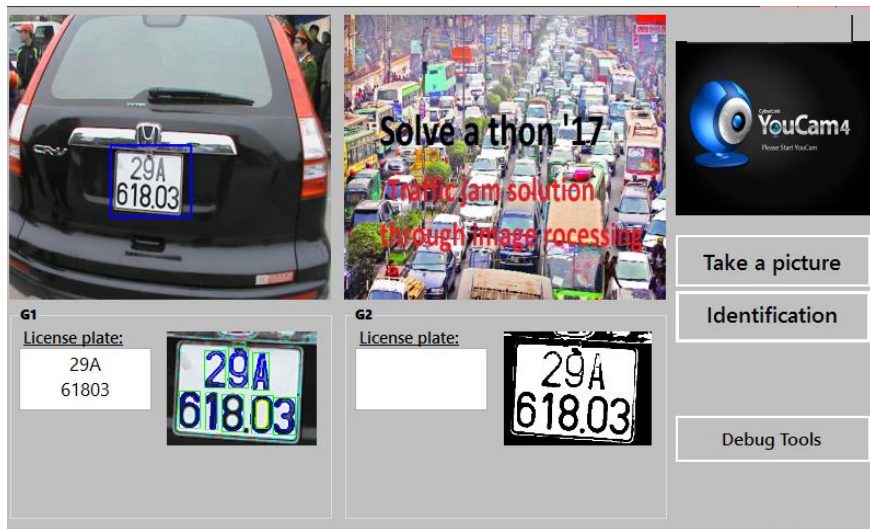 CR-V
29A
618.03
Solve a thon '17
Traffic jam solution
through image rocessing
CyberLink
YouCam4
Please Start YouCam
Take a picture
Identification
Debug Tools
G1
License plate:
29A
61803
29A
618.03
G2
License plate:
29A
618.03